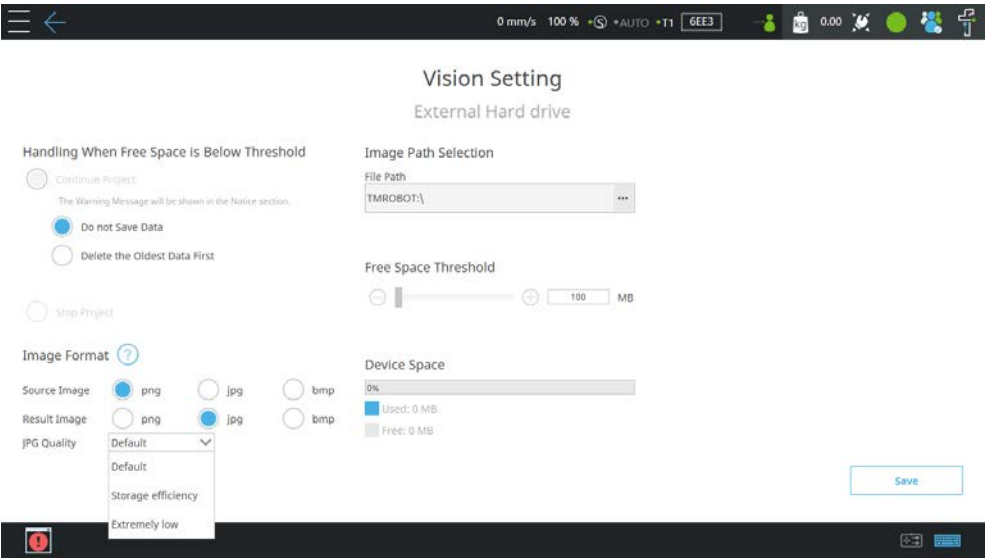 0 mm/s 100 % •Ⓢ •AUTO •T1 6EE3 kg 0.00
Vision Setting
External Hard drive
Handling When Free Space is Below Threshold
Continue Project
The Warning Message will be shown in the Notice section.
Do not Save Data
Delete the Oldest Data First
Stop Project
Image Format ?
Source Image png jpg bmp
Result Image png jpg bmp
JPG Quality Default
Default
Storage efficiency
Extremely low
Image Path Selection
File Path
TMROBOT:\ ...
Free Space Threshold
100 MB
Device Space
0%
Used: 0 MB
Free: 0 MB
Save